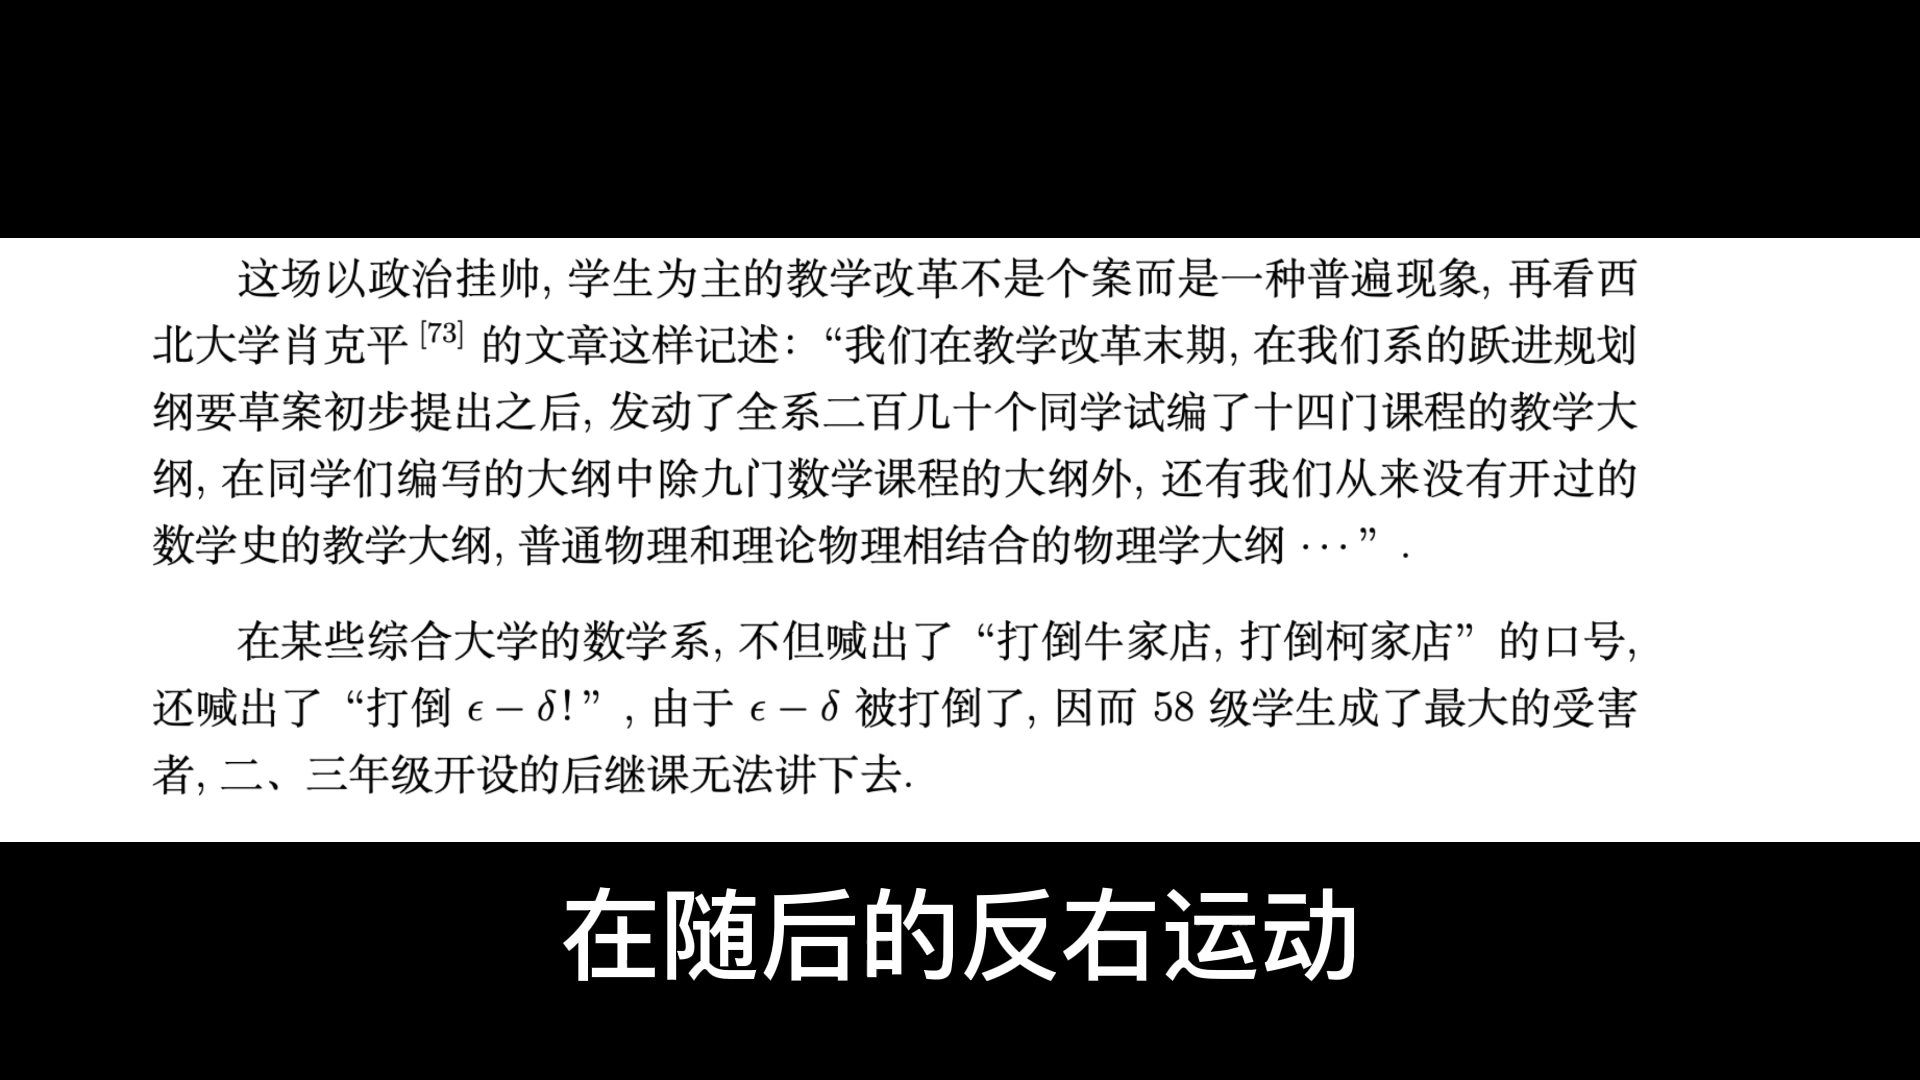 这场以政治挂帅, 学生为主的教学改革不是个案而是一种普遍现象, 再看西
北大学肖克平 [73] 的文章这样记述：“我们在教学改革末期, 在我们系的跃进规划
纲要草案初步提出之后, 发动了全系二百几十个同学试编了十四门课程的教学大
纲, 在同学们编写的大纲中除九门数学课程的大纲外, 还有我们从来没有开过的
数学史的教学大纲, 普通物理和理论物理相结合的物理学大纲 ···” .
在某些综合大学的数学系, 不但喊出了 “打倒牛家店, 打倒柯家店” 的口号,
还喊出了 “打倒 ϵ − δ!” , 由于 ϵ − δ 被打倒了, 因而 58 级学生成了最大的受害
者, 二、三年级开设的后继课无法讲下去.
在随后的反右运动